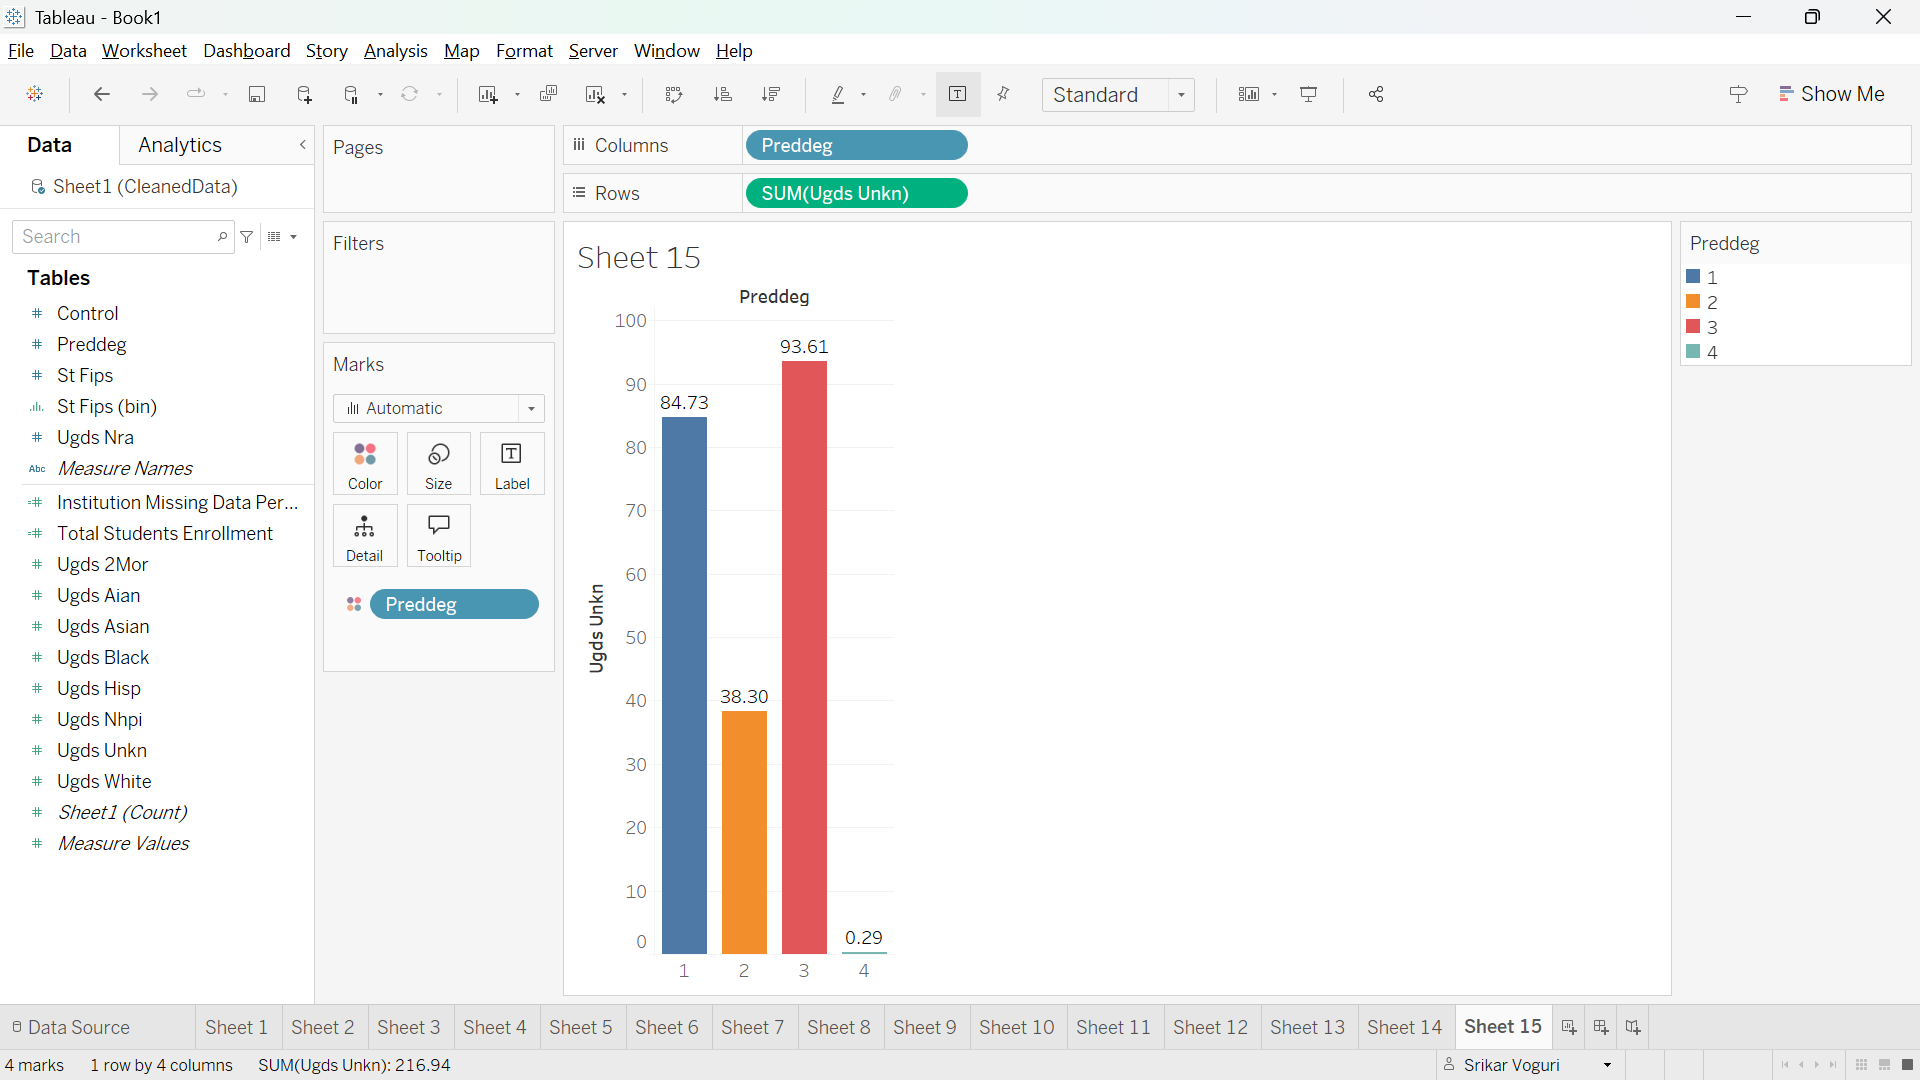 Tableau - Book1
File Data Worksheet Dashboard Story Analysis Map Format Server Window Help
Standard
Show Me
Data Analytics
Sheet1 (CleanedData)
Search
Tables
# Control
# Preddeg
# St Fips
St Fips (bin)
# Ugds Nra
Abc Measure Names
=# Institution Missing Data Per...
=# Total Students Enrollment
# Ugds 2Mor
# Ugds Aian
# Ugds Asian
# Ugds Black
# Ugds Hisp
# Ugds Nhpi
# Ugds Unkn
# Ugds White
# Sheet1 (Count)
# Measure Values
Pages
Filters
Marks
Automatic
Color Size Label
Detail Tooltip
Preddeg
Columns Preddeg
Rows SUM(Ugds Unkn)
Sheet 15
Preddeg
100
90
80
70
60
50
40
30
20
10
0
Ugds Unkn
84.73
38.30
93.61
0.29
1 2 3 4
Preddeg
1
2
3
4
Data Source Sheet 1 Sheet 2 Sheet 3 Sheet 4 Sheet 5 Sheet 6 Sheet 7 Sheet 8 Sheet 9 Sheet 10 Sheet 11 Sheet 12 Sheet 13 Sheet 14 Sheet 15
4 marks 1 row by 4 columns SUM(Ugds Unkn): 216.94 Srikar Voguri